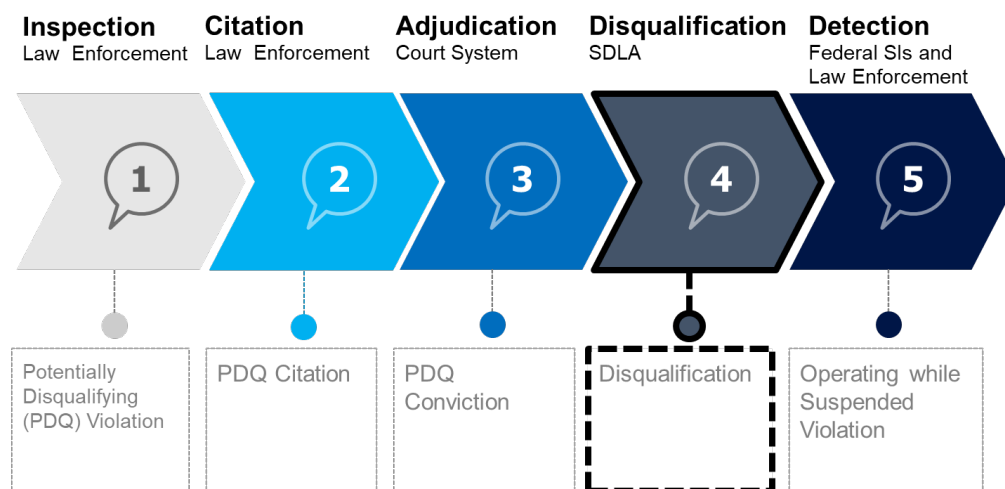 Inspection
Law Enforcement
Citation
Law Enforcement
Adjudication
Court System
Disqualification
SDLA
Detection
Federal SIs and
Law Enforcement
1
2
3
4
5
Potentially
Disqualifying
(PDQ) Violation
PDQ Citation
PDQ
Conviction
Disqualification
Operating while
Suspended
Violation